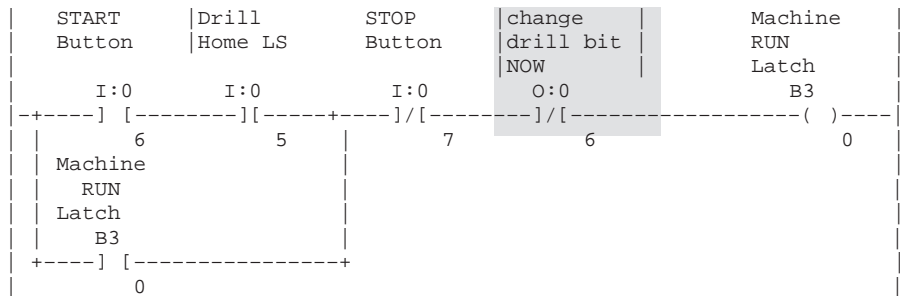 |   START      |Drill      STOP       |change      |       Machine      |
|   Button     |Home LS    Button     |drill bit   |       RUN          |
|                                     |NOW         |       Latch        |
|     I:0         I:0         I:0        O:0                 B3         |
|-+----] [--------][-----+----]/[--------]/[------------------( )----|
| |     6          5     |     7          6                    0    |
| | Machine              |                                           |
| |   RUN                |                                           |
| | Latch                |                                           |
| |   B3                 |                                           |
| +----] [----------------+                                          |
|       0                                                            |